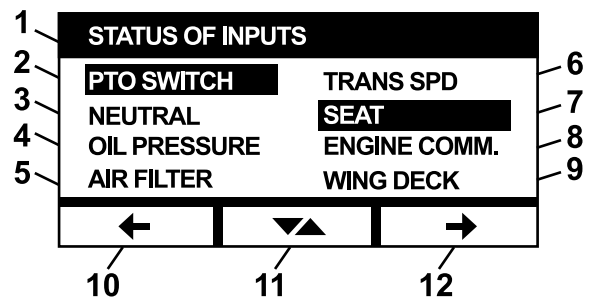 1 STATUS OF INPUTS
2 PTO SWITCH TRANS SPD 6
3 NEUTRAL SEAT 7
4 OIL PRESSURE ENGINE COMM. 8
5 AIR FILTER WING DECK 9
10 11 12